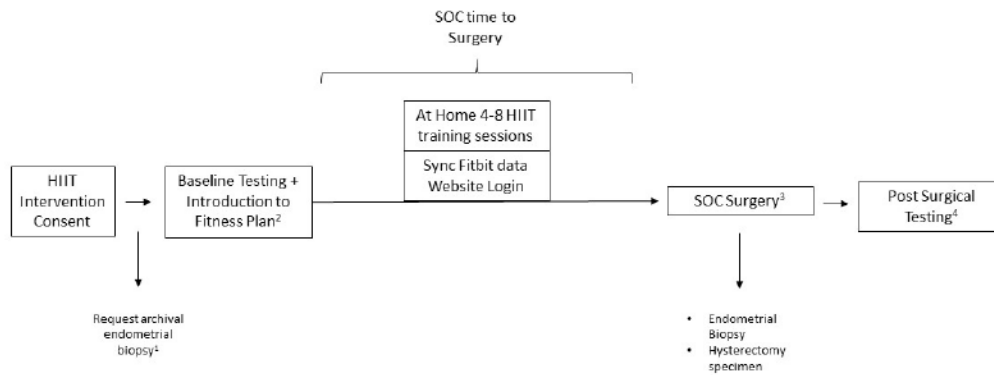 SOC time to
Surgery
At Home 4-8 HIIT
training sessions
Sync Fitbit data
Website Login
HIIT
Intervention
Consent
Baseline Testing +
Introduction to
Fitness Plan²
SOC Surgery³
Post Surgical
Testing⁴
Request archival
endometrial
biopsy¹
• Endometrial
Biopsy
• Hysterectomy
specimen